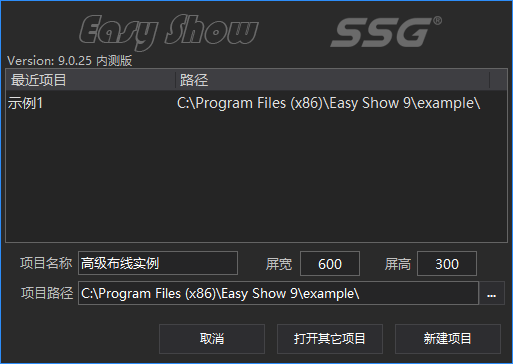 Easy Show SSG®
Version: 9.0.25 内测版
最近项目 路径
示例1 C:\Program Files (x86)\Easy Show 9\example\
项目名称 高级布线实例 屏宽 600 屏高 300
项目路径 C:\Program Files (x86)\Easy Show 9\example\ ...
取消 打开其它项目 新建项目